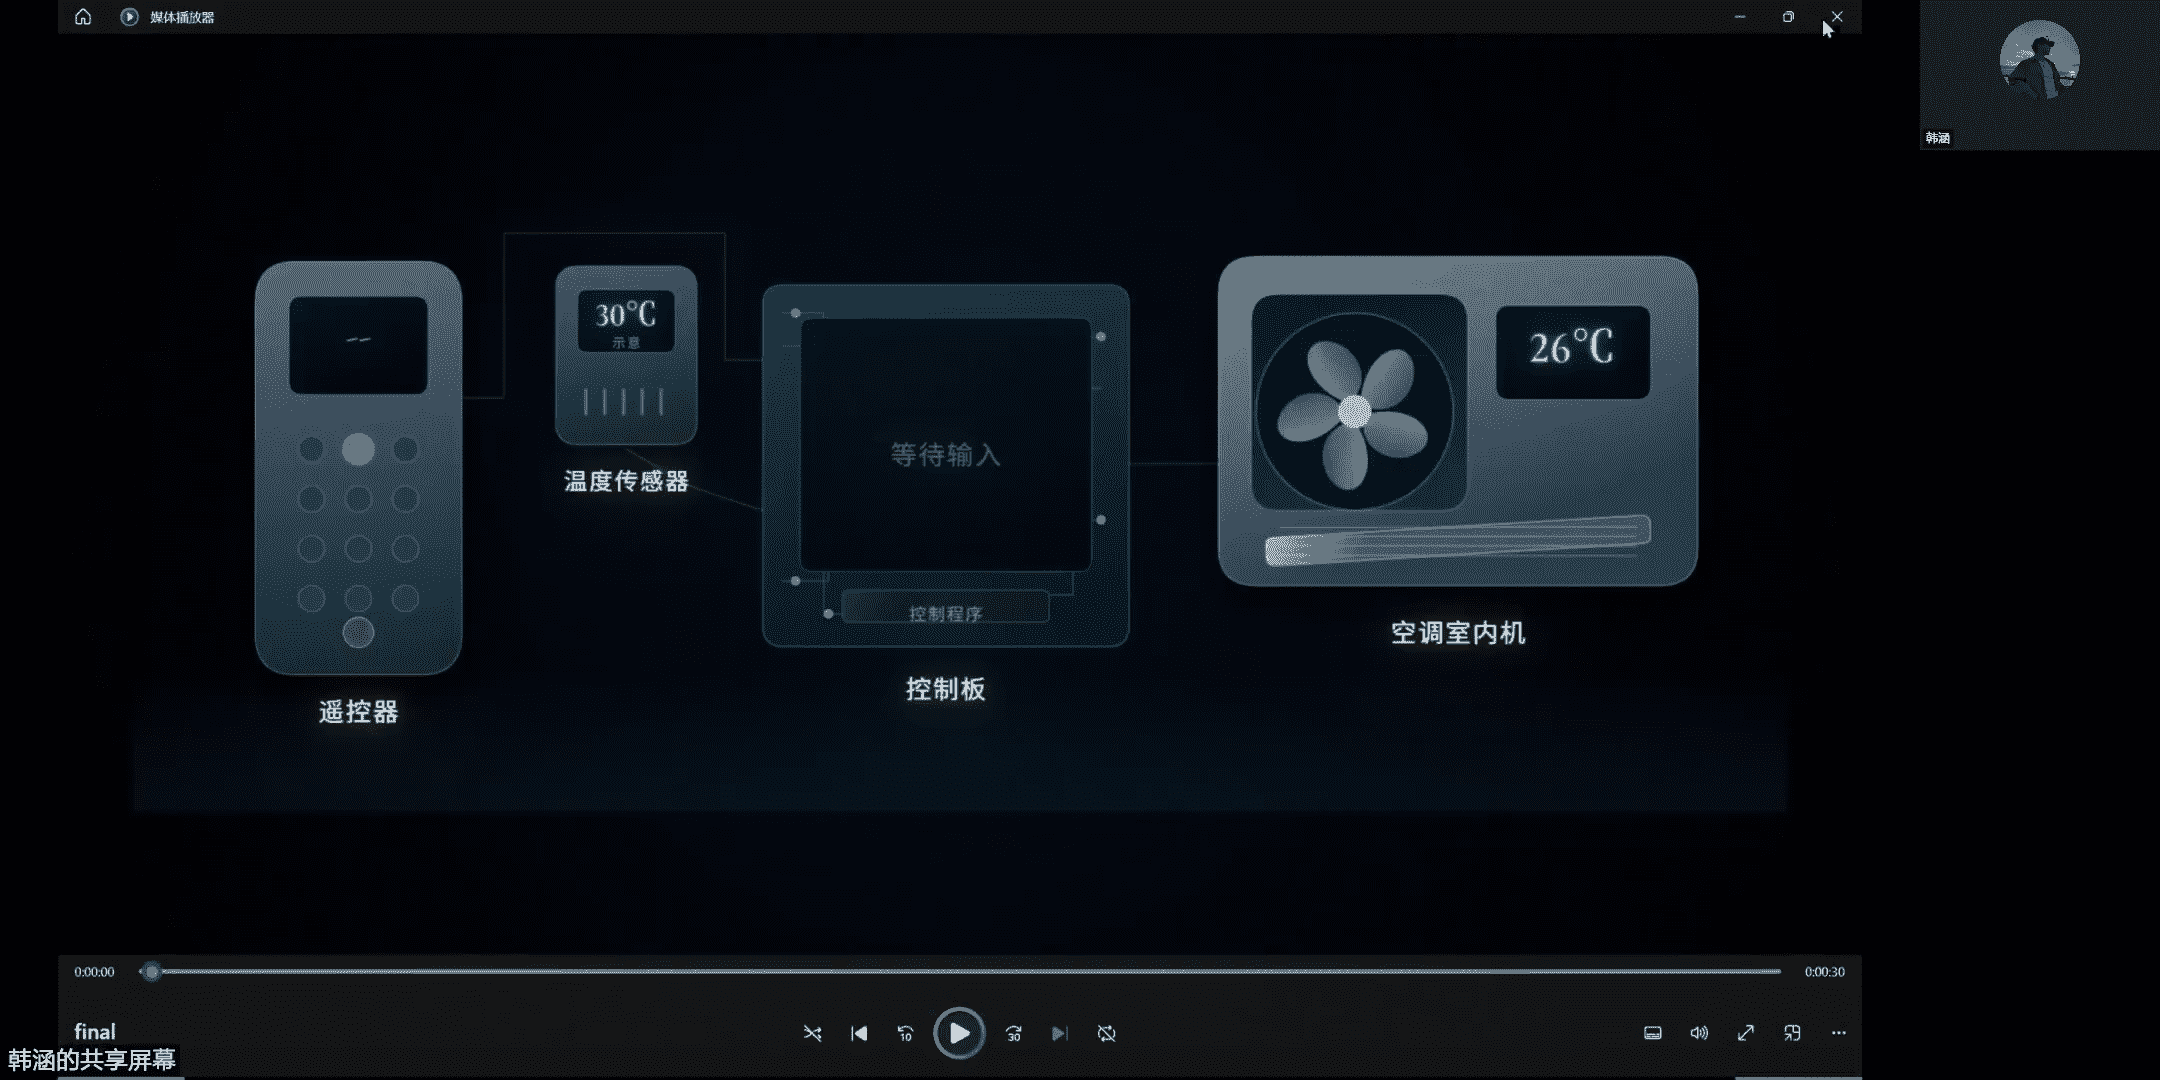 媒体播放器
韩涵
--
30°C
示意
温度传感器
等待输入
控制程序
控制板
26°C
空调室内机
遥控器
0:00:00
0:00:30
final
10
30
韩涵的共享屏幕